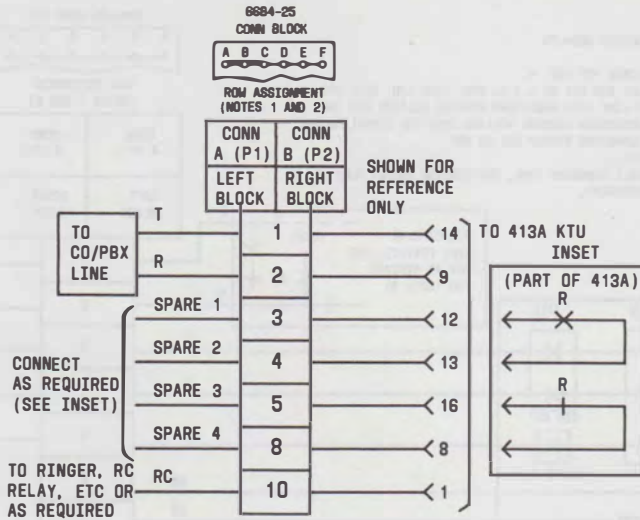 6684-25
CONN BLOCK
A B C D E F
ROW ASSIGNMENT
(NOTES 1 AND 2)
CONN A (P1)
CONN B (P2)
LEFT BLOCK
RIGHT BLOCK
SHOWN FOR
REFERENCE
ONLY
TO
CO/PBX
LINE
T
1
14
R
2
9
SPARE 1
3
12
SPARE 2
4
13
SPARE 3
5
16
SPARE 4
8
8
RC
10
1
CONNECT
AS REQUIRED
(SEE INSET)
TO RINGER, RC
RELAY, ETC OR
AS REQUIRED
TO 413A KTU
INSET
(PART OF 413A)
R
R